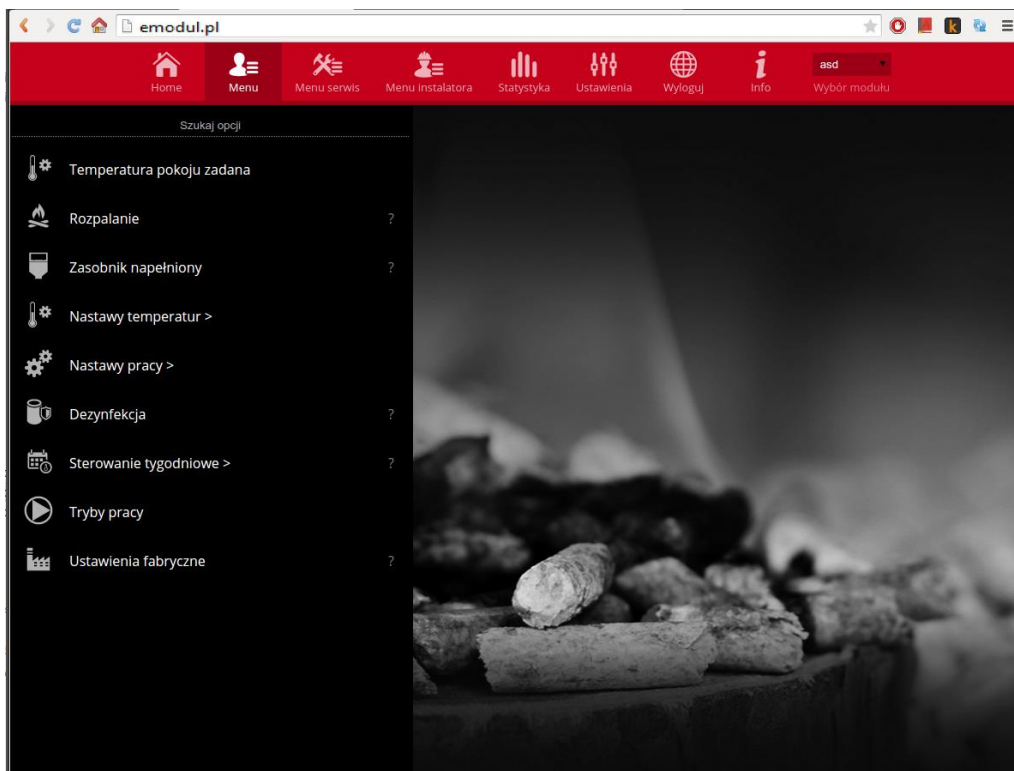 emodul.pl
Home
Menu
Menu serwis
Menu instalatora
Statystyka
Ustawienia
Wyloguj
Info
asd
Wybór modułu
Szukaj opcji
Temperatura pokoju zadana
Rozpalanie ?
Zasobnik napełniony ?
Nastawy temperatur >
Nastawy pracy >
Dezynfekcja ?
Sterowanie tygodniowe > ?
Tryby pracy
Ustawienia fabryczne ?